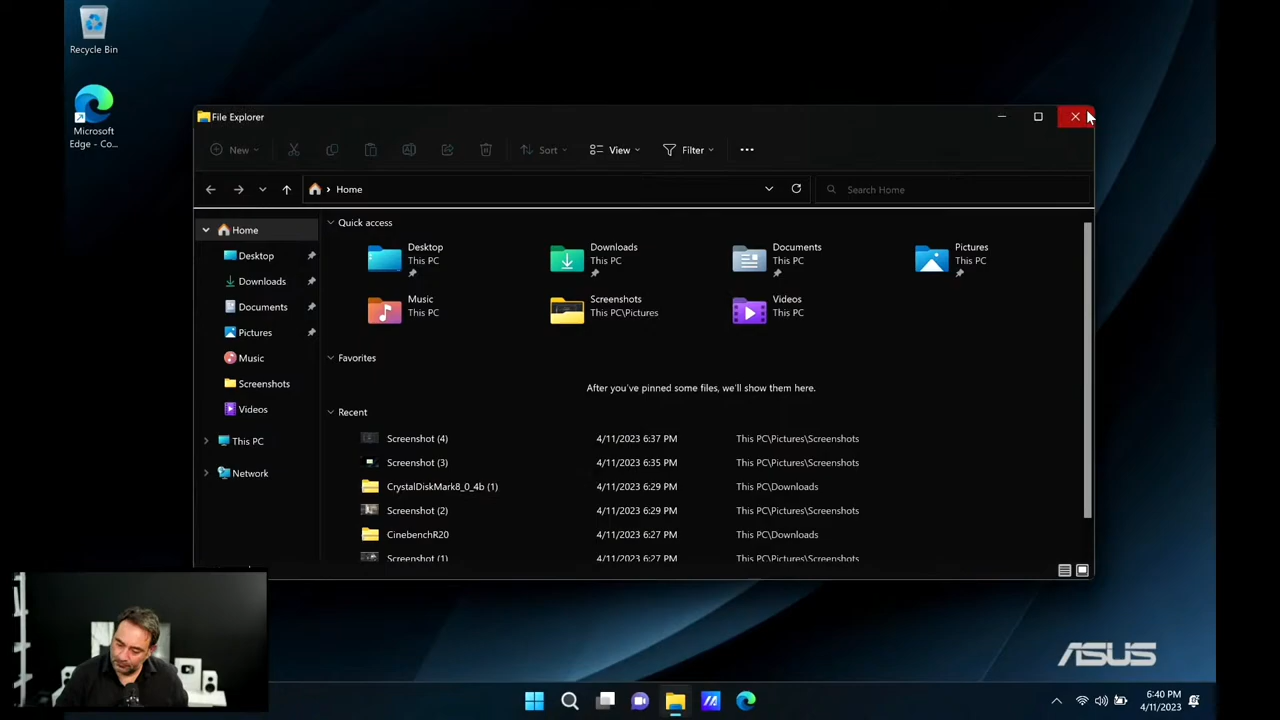 Recycle Bin
Microsoft
Edge - Co...
File Explorer
New
Sort
View
Filter
Home
Search Home
Home
Desktop
Downloads
Documents
Pictures
Music
Screenshots
Videos
This PC
Network
Quick access
Desktop
This PC
Downloads
This PC
Documents
This PC
Pictures
This PC
Music
This PC
Screenshots
This PC\Pictures
Videos
This PC
Favorites
After you've pinned some files, we'll show them here.
Recent
Screenshot (4) 4/11/2023 6:37 PM This PC\Pictures\Screenshots
Screenshot (3) 4/11/2023 6:35 PM This PC\Pictures\Screenshots
CrystalDiskMark8_0_4b (1) 4/11/2023 6:29 PM This PC\Downloads
Screenshot (2) 4/11/2023 6:29 PM This PC\Pictures\Screenshots
CinebenchR20 4/11/2023 6:27 PM This PC\Downloads
Screenshot (1) 4/11/2023 6:27 PM This PC\Pictures\Screenshots
ASUS
6:40 PM
4/11/2023